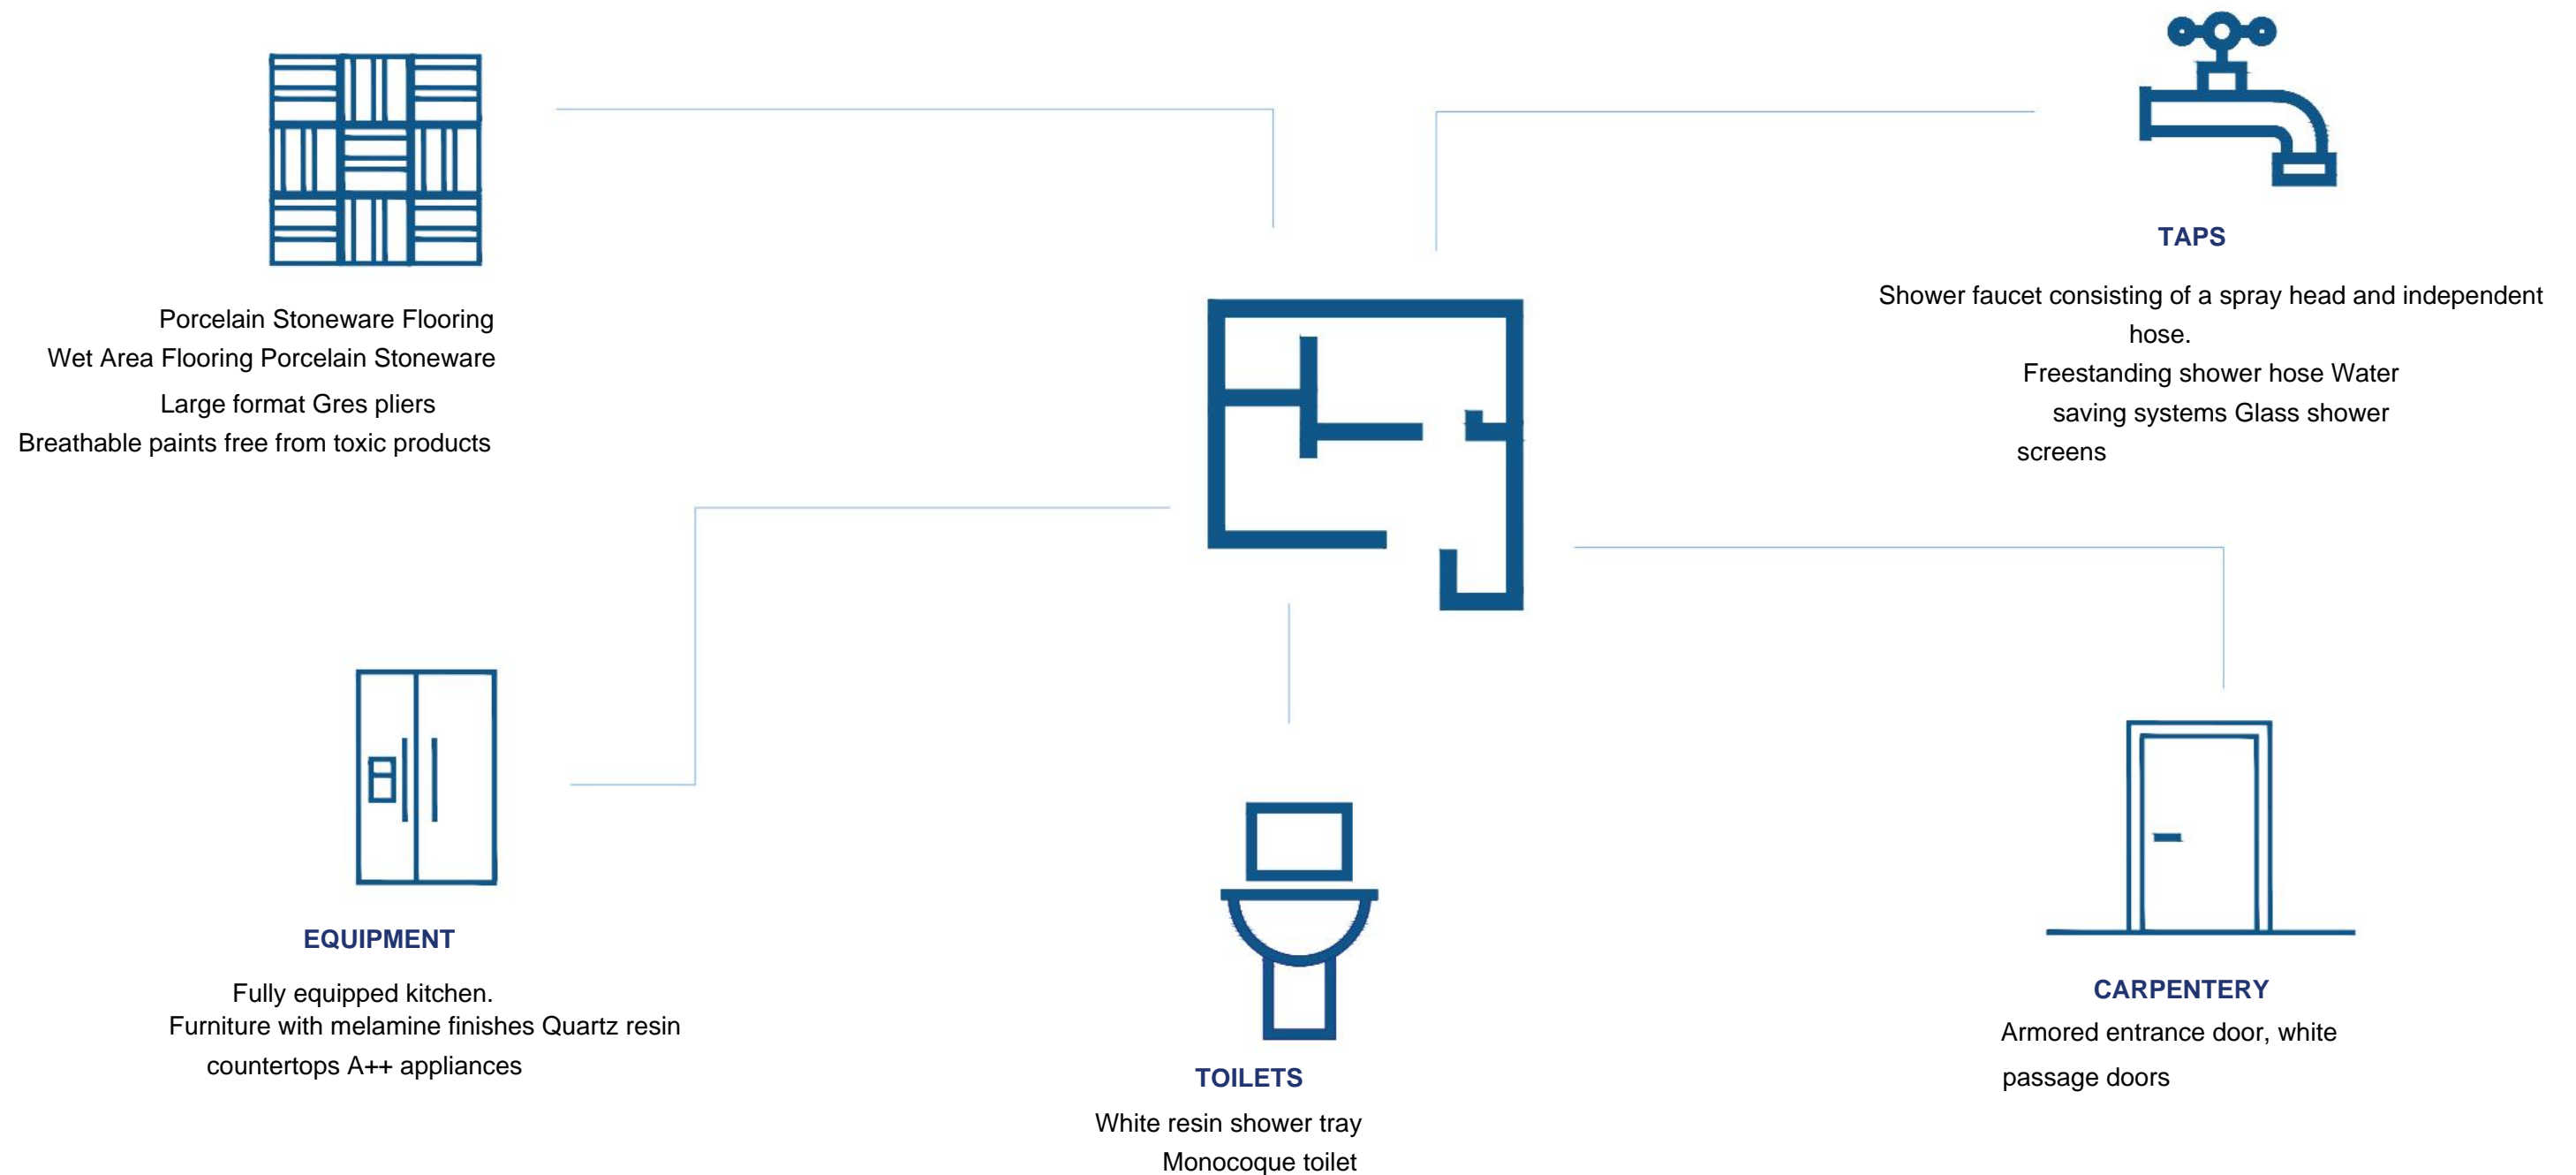 Porcelain Stoneware Flooring
Wet Area Flooring Porcelain Stoneware
Large format Gres pliers
Breathable paints free from toxic products
TAPS
Shower faucet consisting of a spray head and independent
hose.
Freestanding shower hose Water
saving systems Glass shower
screens
EQUIPMENT
Fully equipped kitchen.
Furniture with melamine finishes Quartz resin
countertops A++ appliances
TOILETS
White resin shower tray
Monocoque toilet
CARPENTERY
Armored entrance door, white
passage doors